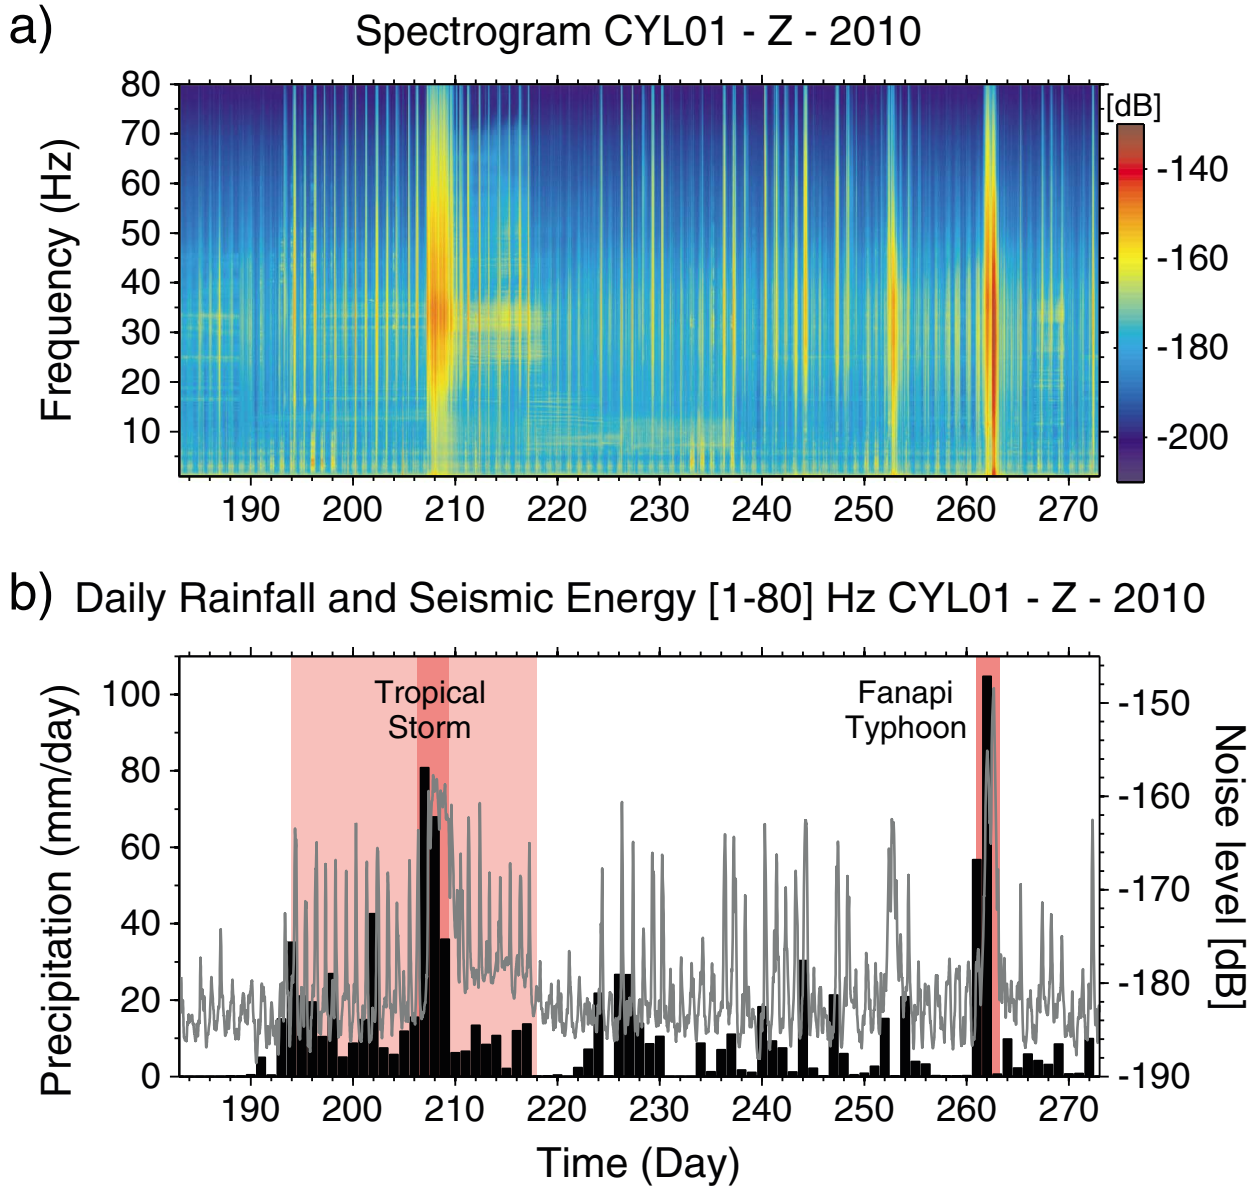 a)
Spectrogram CYL01 - Z - 2010
Frequency (Hz)
80
70
60
50
40
30
20
10
190 200 210 220 230 240 250 260 270
[dB]
-140
-160
-180
-200
b) Daily Rainfall and Seismic Energy [1-80] Hz CYL01 - Z - 2010
Precipitation (mm/day)
100
80
60
40
20
0
Tropical
Storm
Fanapi
Typhoon
-150
-160
-170
-180
-190
Noise level [dB]
190 200 210 220 230 240 250 260 270
Time (Day)